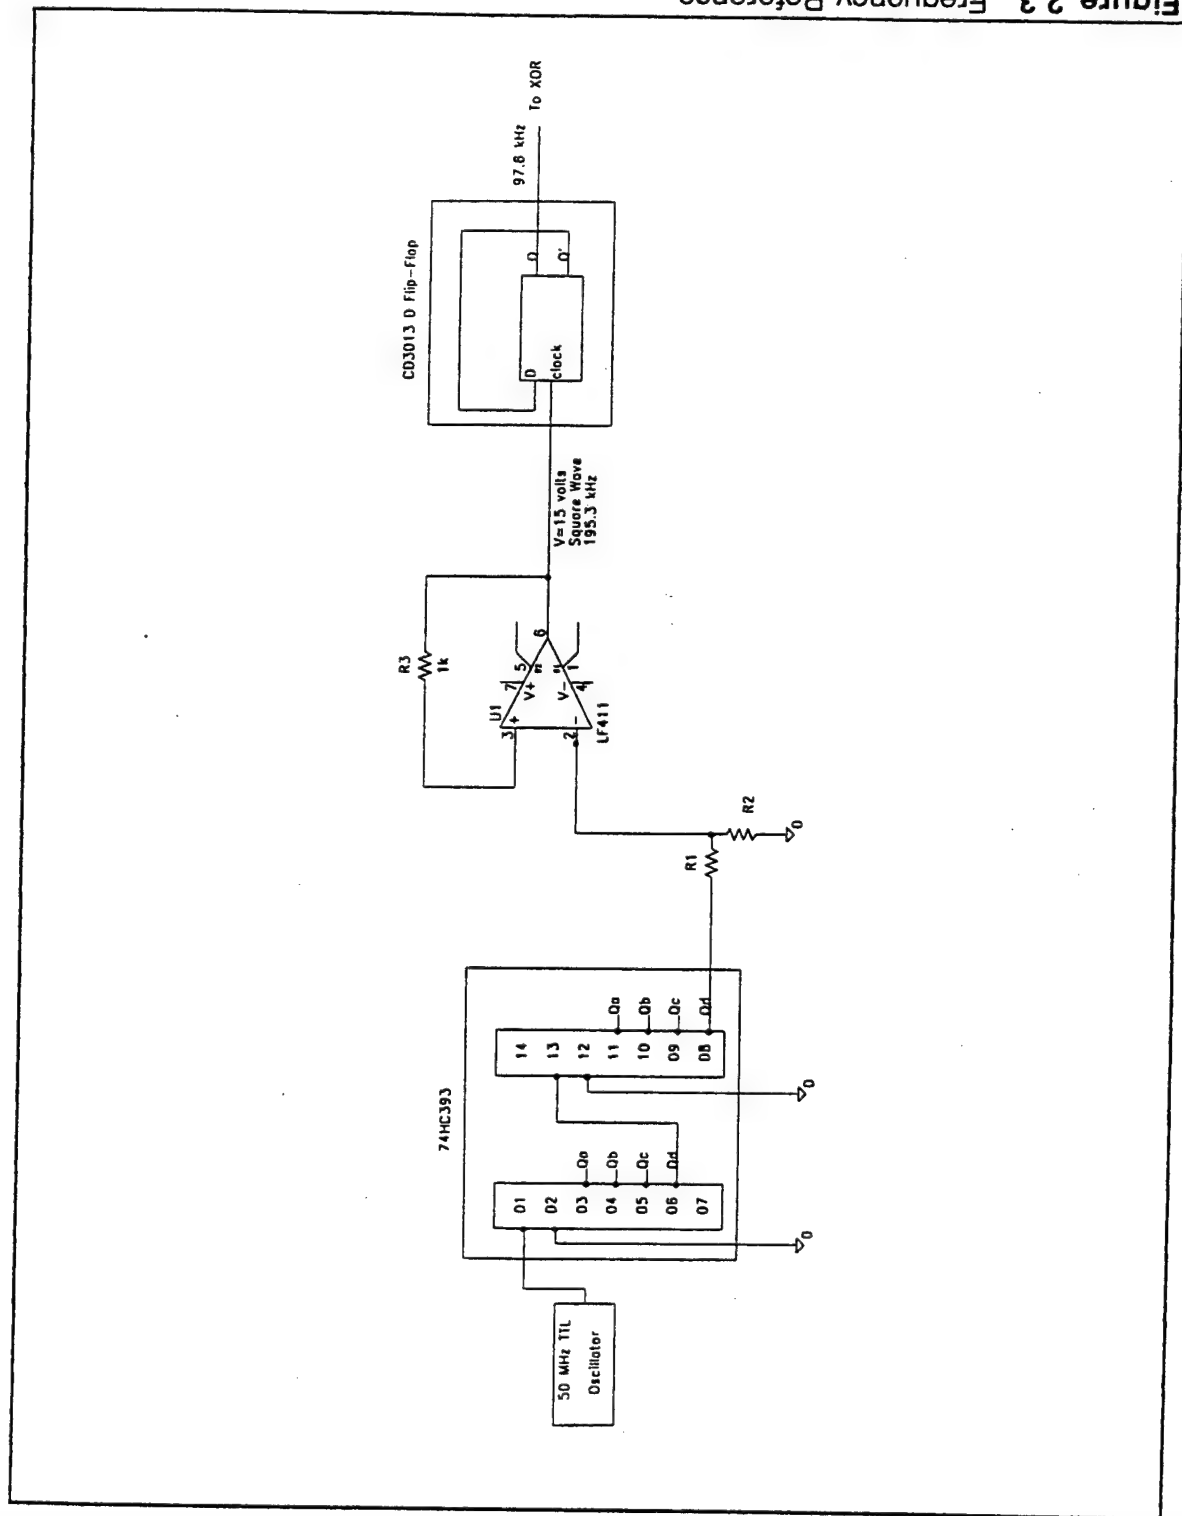 Figure 2.3 Frequency Reference
50 MHz TTL
Oscillator
74HC393
01
02
03
04
05
06
07
Qa
Qb
Qc
Qd
0
14
13
12
11
10
09
08
Qa
Qb
Qc
Qd
0
R1
R2
0
R3
1k
U1
3
2
+
-
7
V+
5
6
V-
4
1
LF411
V=15 volts
Square Wave
195.3 kHz
CD3013 D Flip-Flop
D
clock
Q
Q'
97.6 kHz
To XOR